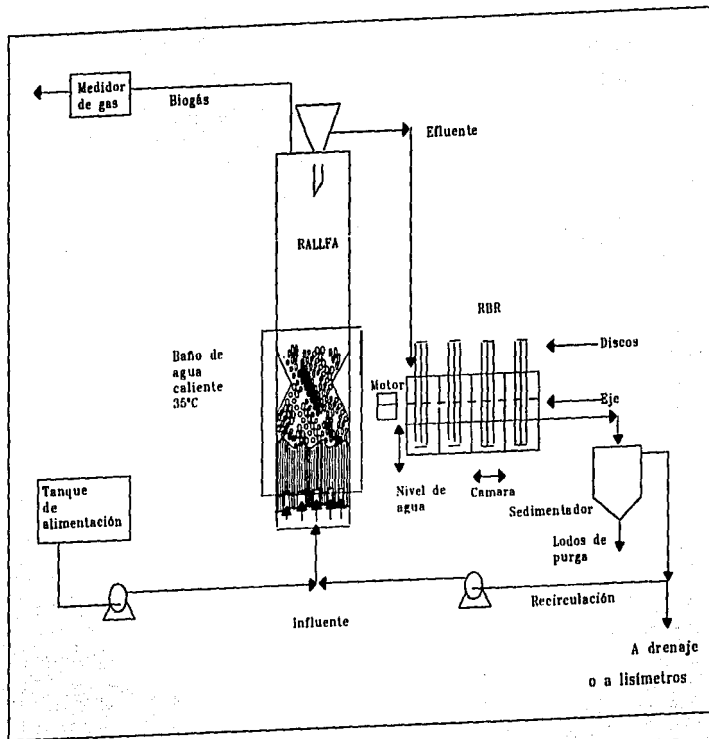 Medidor
de gas
Biogás
Efluente
RALLFA
RBR
Baño de
agua
caliente
35°C
Discos
Motor
Eje
Tanque
de
alimentación
Nivel de
agua
Camara
Sedimentador
Lodos de
purga
Influente
Recirculación
A drenaje
o a lisímetros